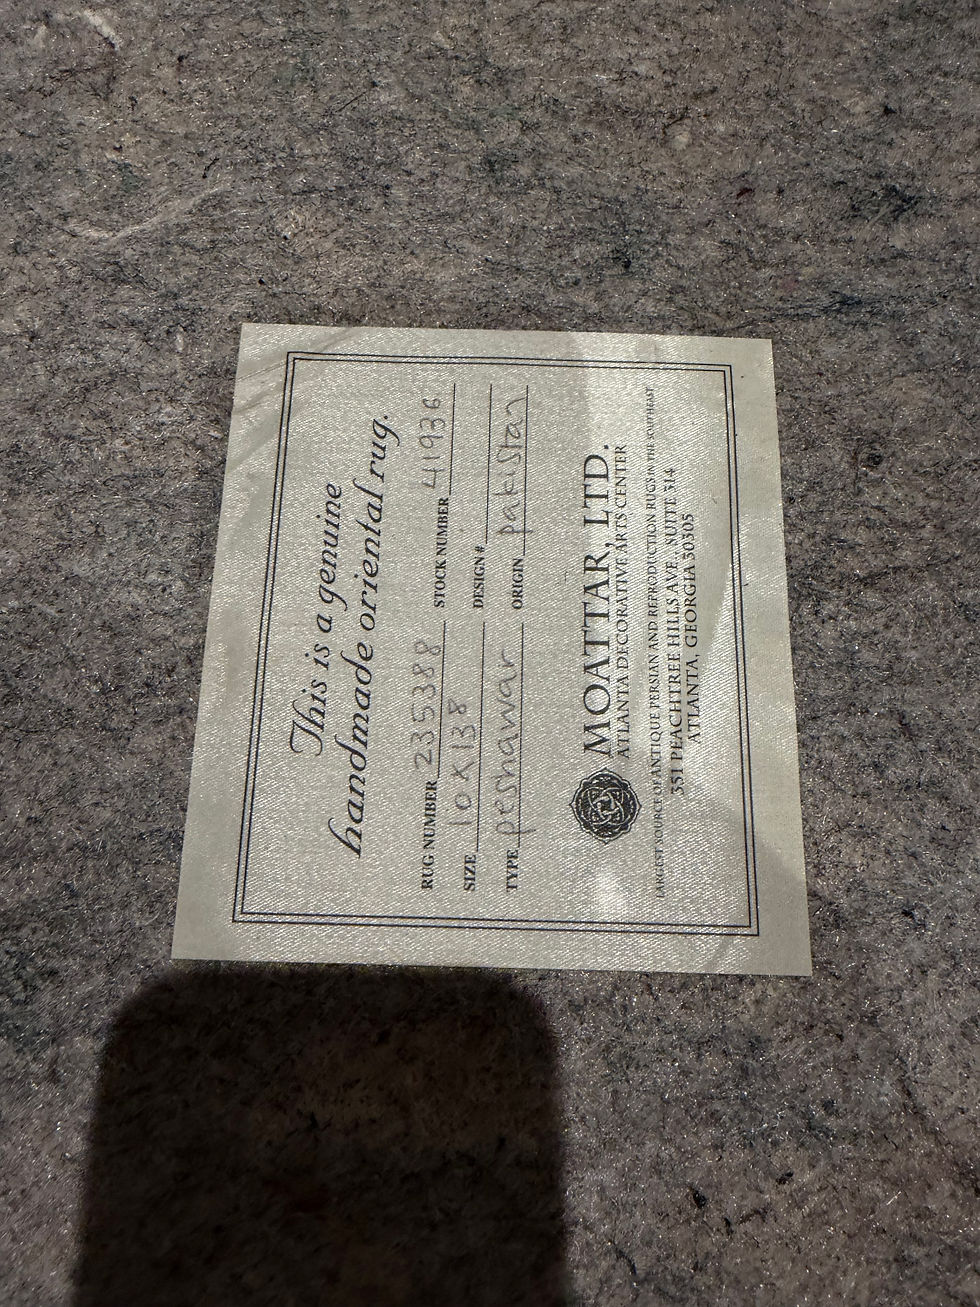 This is a genuine
handmade oriental rug.
RUG NUMBER 235388 STOCK NUMBER 41936
SIZE 10 X 138 DESIGN #
TYPE peshawar ORIGIN pakistan
MOATTAR, LTD.
ATLANTA DECORATIVE ARTS CENTER
LARGEST SOURCE OF ANTIQUE PERSIAN AND REPRODUCTION RUGS IN THE SOUTHEAST
351 PEACHTREE HILLS AVE., SUITE 314
ATLANTA, GEORGIA 30305